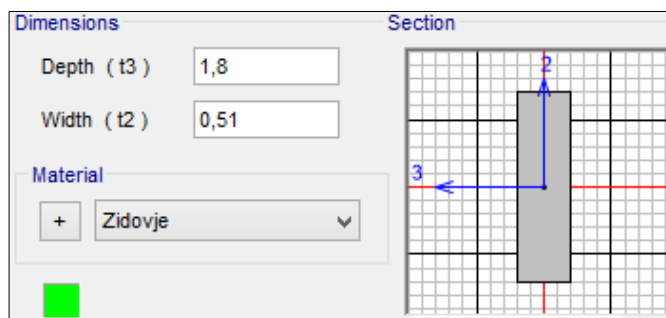 Dimensions
Section
Depth ( t3 )
1,8
Width ( t2 )
0,51
Material
+
Zidovje
2
3